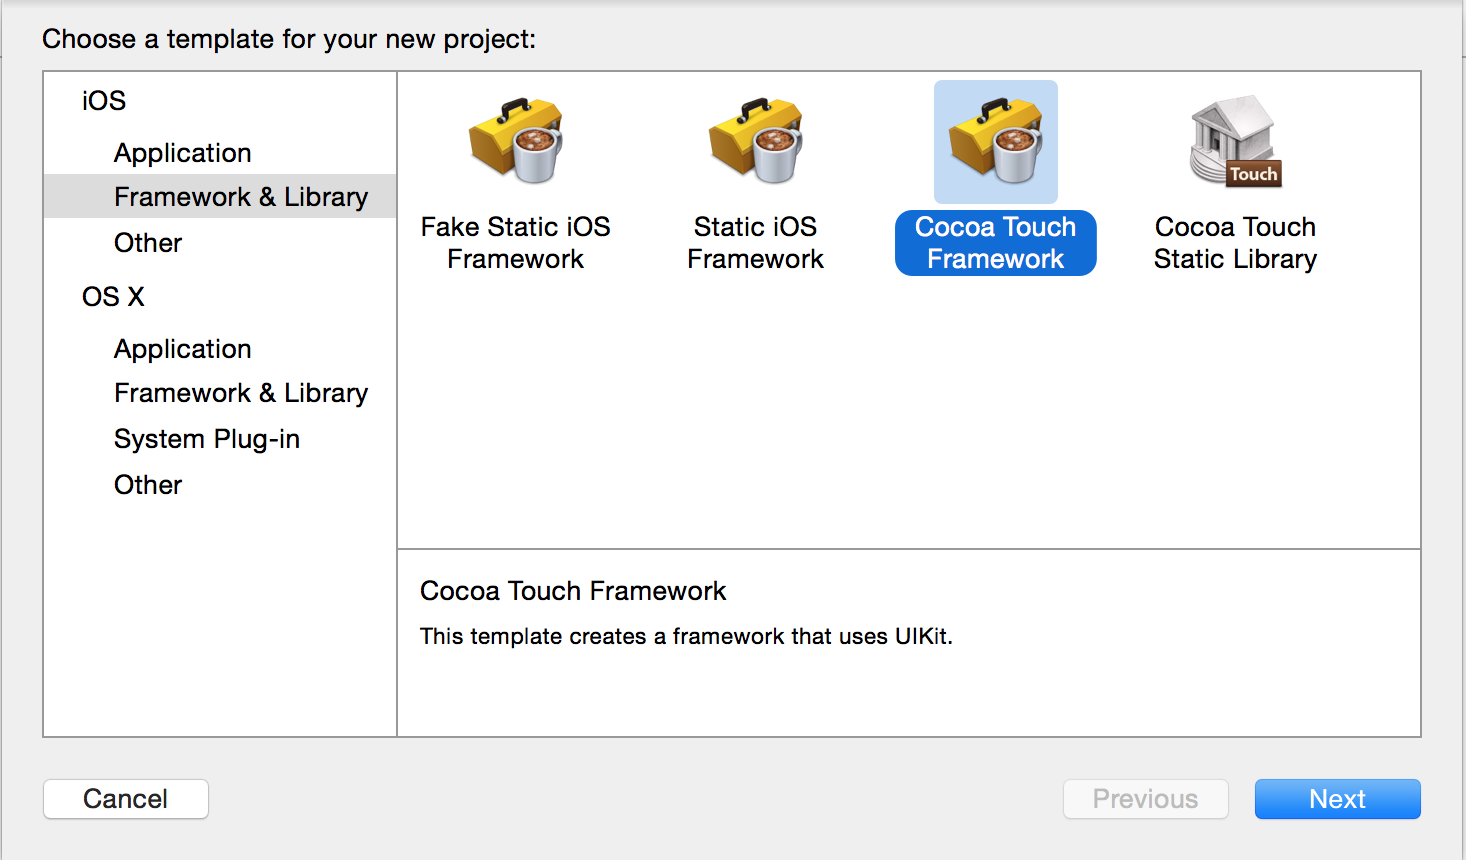 Choose a template for your new project:
iOS
Application
Framework & Library
Other
OS X
Application
Framework & Library
System Plug-in
Other
Fake Static iOS
Framework
Static iOS
Framework
Cocoa Touch
Framework
Touch
Cocoa Touch
Static Library
Cocoa Touch Framework
This template creates a framework that uses UIKit.
Cancel
Previous
Next